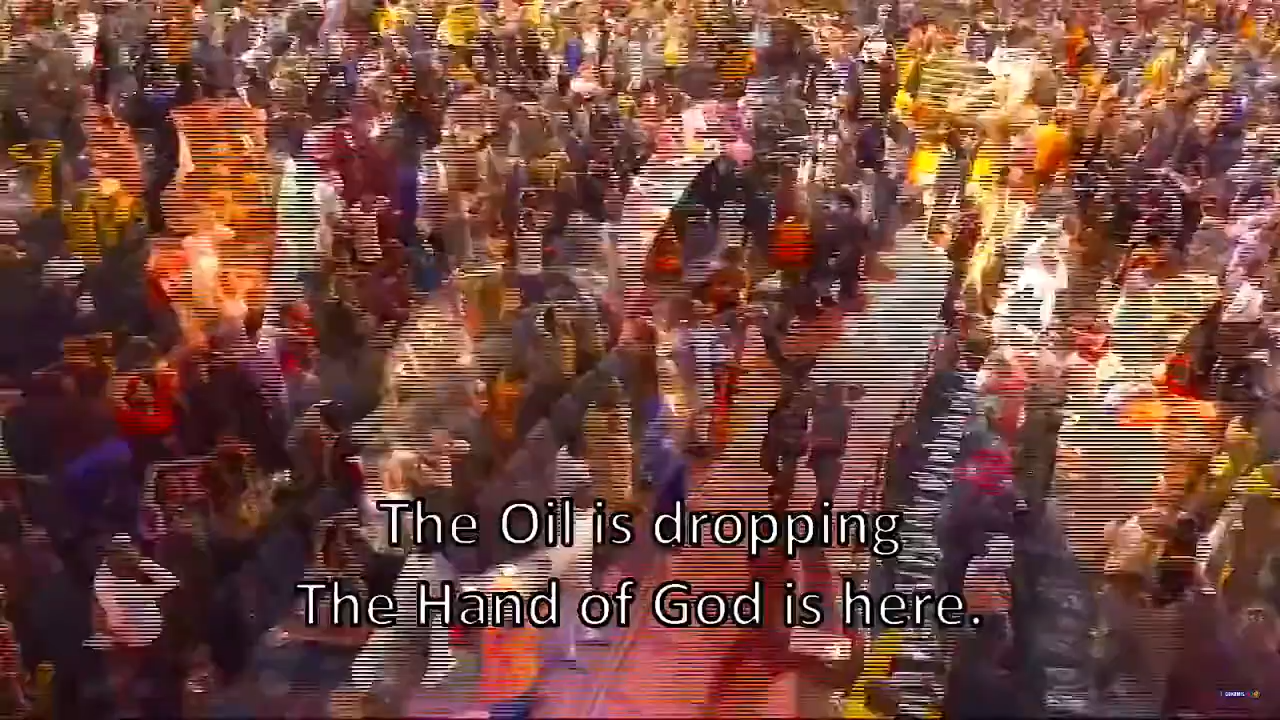 The Oil is dropping
The Hand of God is here.